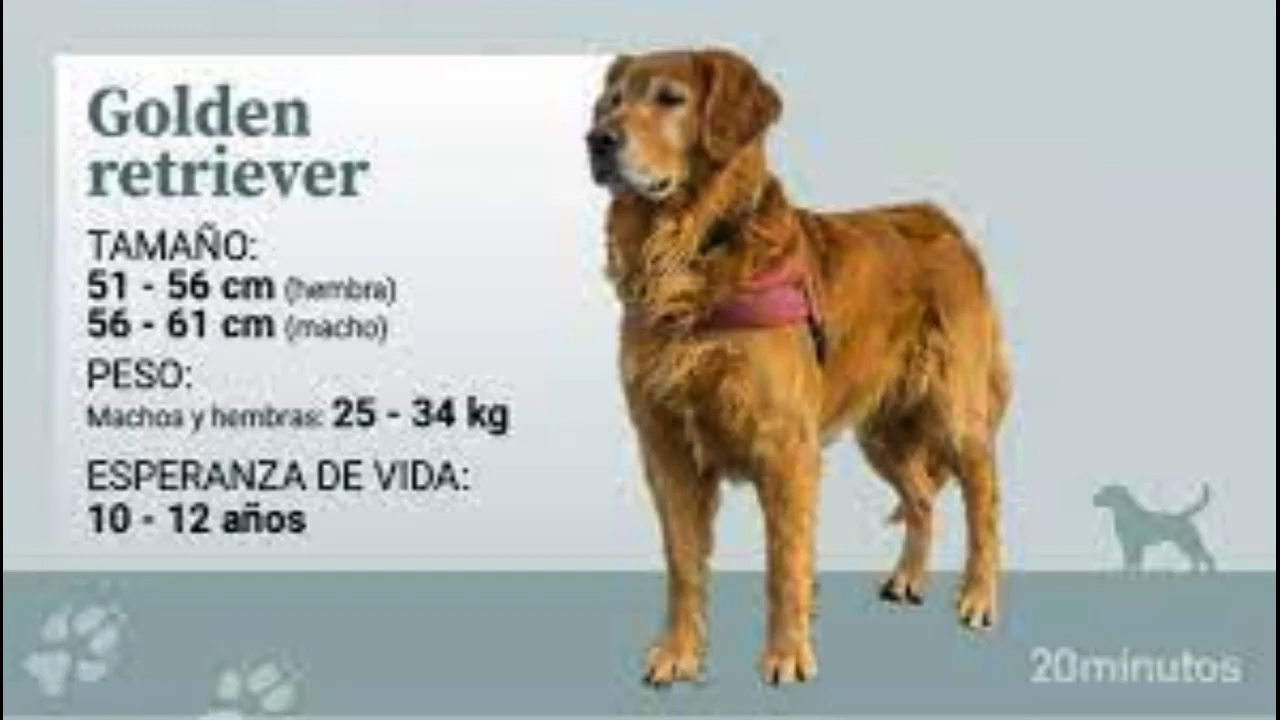 Golden
retriever
TAMAÑO:
51 - 56 cm (hembra)
56 - 61 cm (macho)
PESO:
Machos y hembras: 25 - 34 kg
ESPERANZA DE VIDA:
10 - 12 años
20minutos